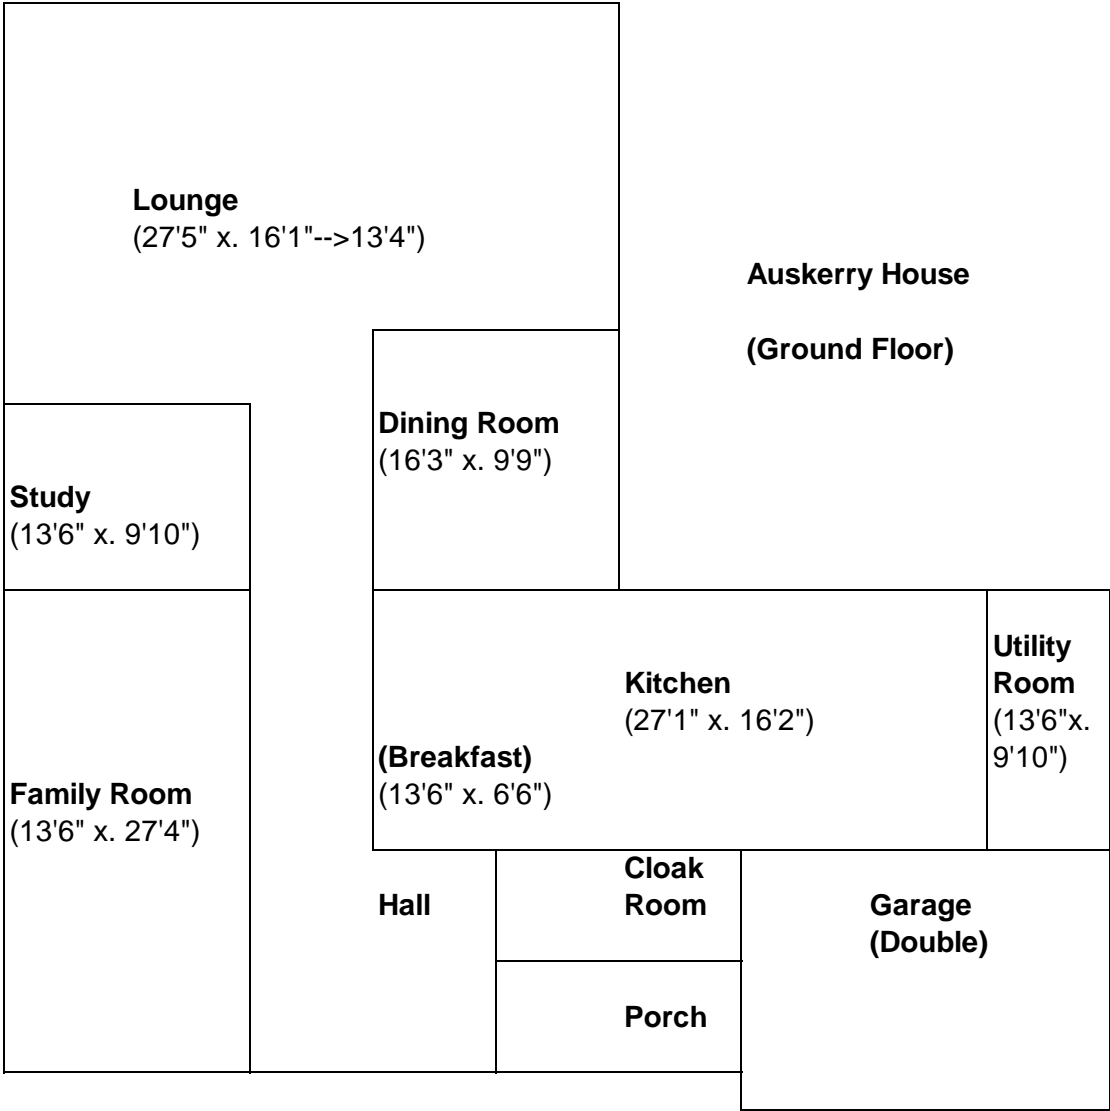 Lounge
(27'5" x. 16'1"-->13'4")
Auskerry House
(Ground Floor)
Dining Room
(16'3" x. 9'9")
Study
(13'6" x. 9'10")
Utility
Room
(13'6"x.
9'10")
Kitchen
(27'1" x. 16'2")
(Breakfast)
(13'6" x. 6'6")
Family Room
(13'6" x. 27'4")
Cloak
Room
Hall
Garage
(Double)
Porch